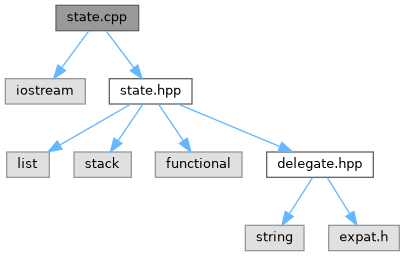 state.cpp
iostream
state.hpp
list
stack
functional
delegate.hpp
string
expat.h